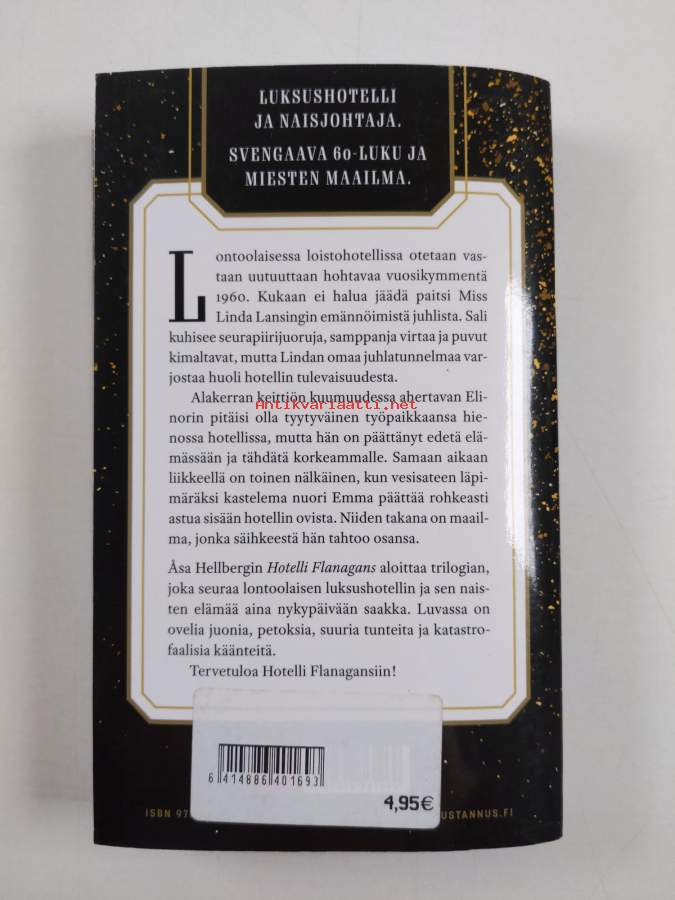 LUKSUSHOTELLI
JA NAISJOHTAJA.
SVENGAAVA 60-LUKU JA
MIESTEN MAAILMA.
Lontoolaisessa loistohotellissa otetaan vas-
taan uutuuttaan hohtavaa vuosikymmentä
1960. Kukaan ei halua jäädä paitsi Miss
Linda Lansingin emännöimistä juhlista. Sali
kuhisee seurapiirijuoruja, samppanja virtaa ja puvut
kimaltavat, mutta Lindan omaa juhlatunnelmaa var-
jostaa huoli hotellin tulevaisuudesta.
Alakerran keittiön kuumuudessa ahertavan Eli-
Antikvariaatti.net
norin pitäisi olla tyytyväinen työpaikkaansa hie-
nossa hotellissa, mutta hän on päättänyt edetä elä-
mässään ja tähdätä korkeammalle. Samaan aikaan
liikkeellä on toinen nälkäinen, kun vesisateen läpi-
märäksi kastelema nuori Emma päättää rohkeasti
astua sisään hotellin ovista. Niiden takana on maail-
ma, jonka säihkeestä hän tahtoo osansa.
Åsa Hellbergin Hotelli Flanagans aloittaa trilogian,
joka seuraa lontoolaisen luksushotellin ja sen nais-
ten elämää aina nykypäivään saakka. Luvassa on
ovelia juonia, petoksia, suuria tunteita ja katastro-
faalisia käänteitä.
Tervetuloa Hotelli Flanagansiin!
6 414886 401693
4,95€
ISBN 97
USTANNUS.FI